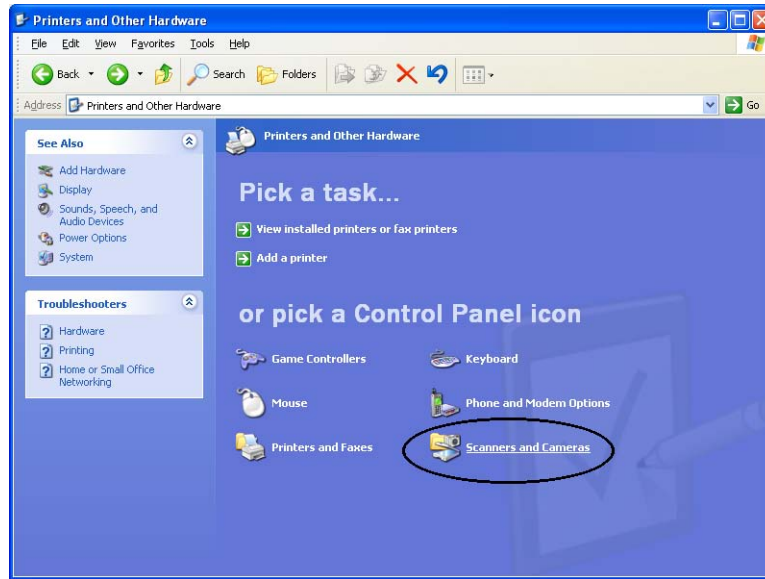 Printers and Other Hardware
File Edit View Favorites Tools Help
Back Search Folders
Address Printers and Other Hardware Go
See Also
Add Hardware
Display
Sounds, Speech, and
Audio Devices
Power Options
System
Troubleshooters
Hardware
Printing
Home or Small Office
Networking
Printers and Other Hardware
Pick a task...
View installed printers or fax printers
Add a printer
or pick a Control Panel icon
Game Controllers Keyboard
Mouse Phone and Modem Options
Printers and Faxes Scanners and Cameras